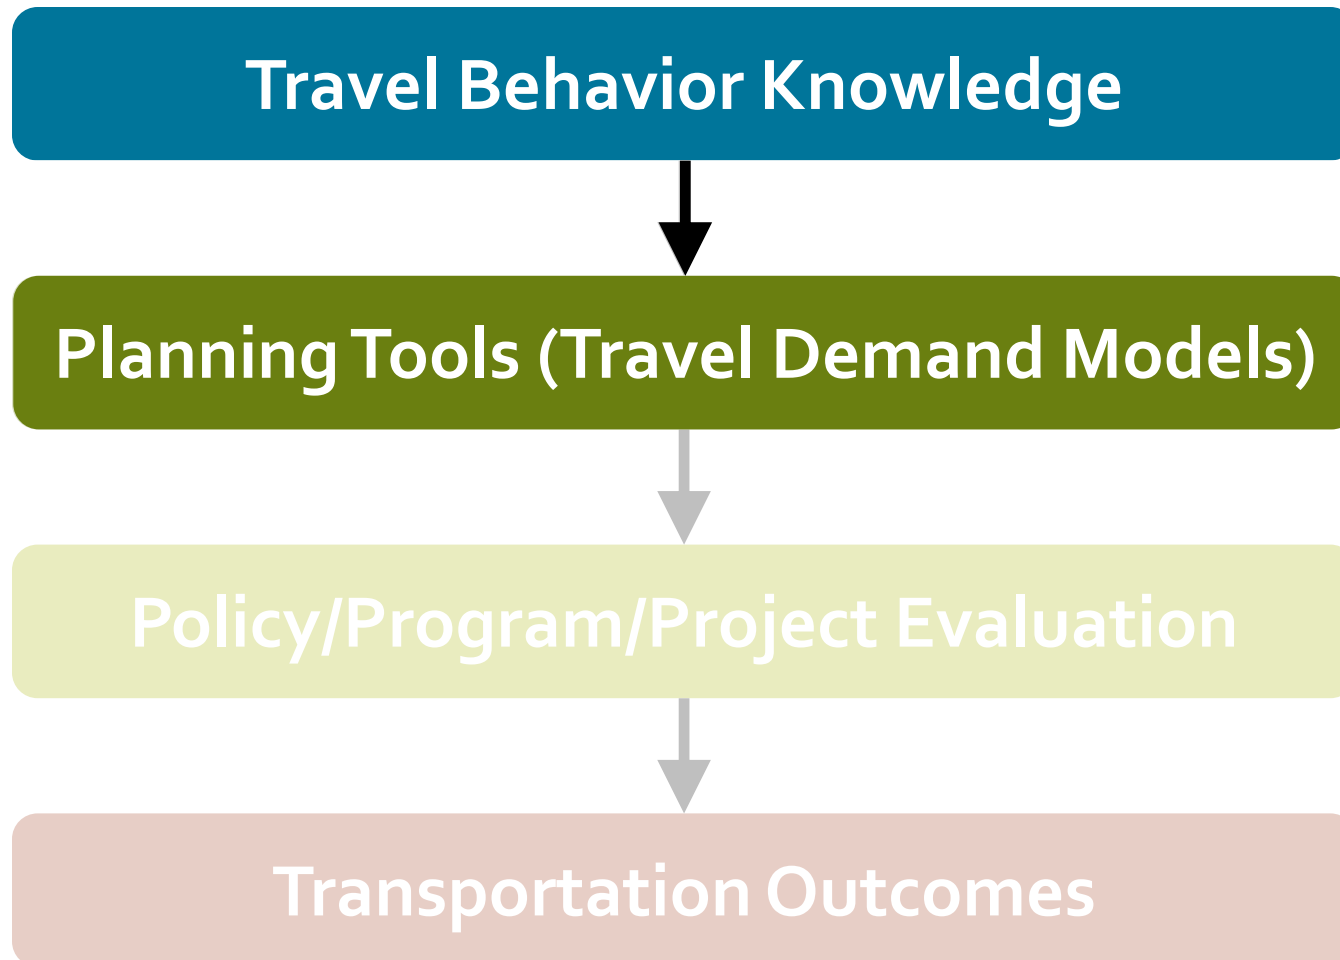 Travel Behavior Knowledge
Planning Tools (Travel Demand Models)
Policy/Program/Project Evaluation
Transportation Outcomes